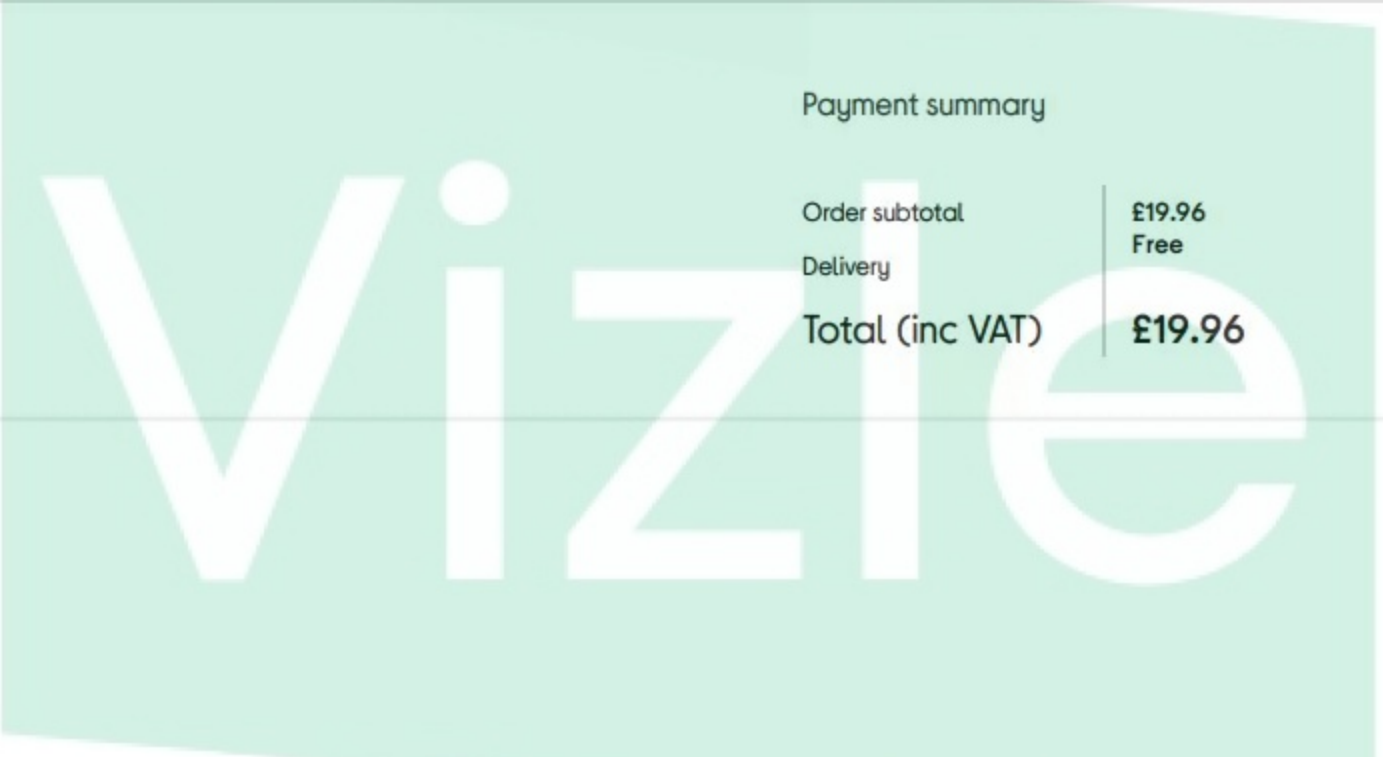 Payment summary
Vizle
Order subtotal £19.96
Free
Delivery
Total (inc VAT) £19.96